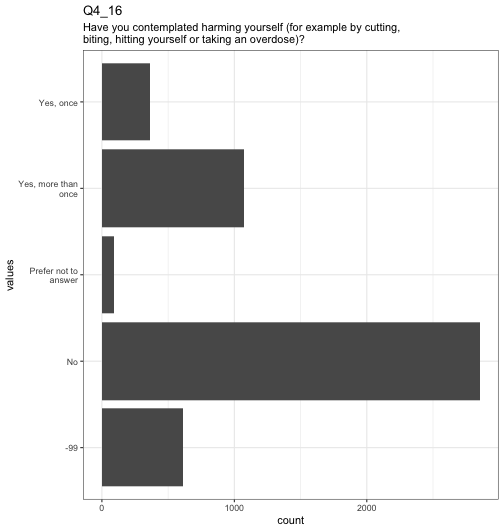 Q4_16
Have you contemplated harming yourself (for example by cutting,
biting, hitting yourself or taking an overdose)?
Yes, once
Yes, more than
once
Prefer not to
answer
values
No
-99
0
1000
2000
count